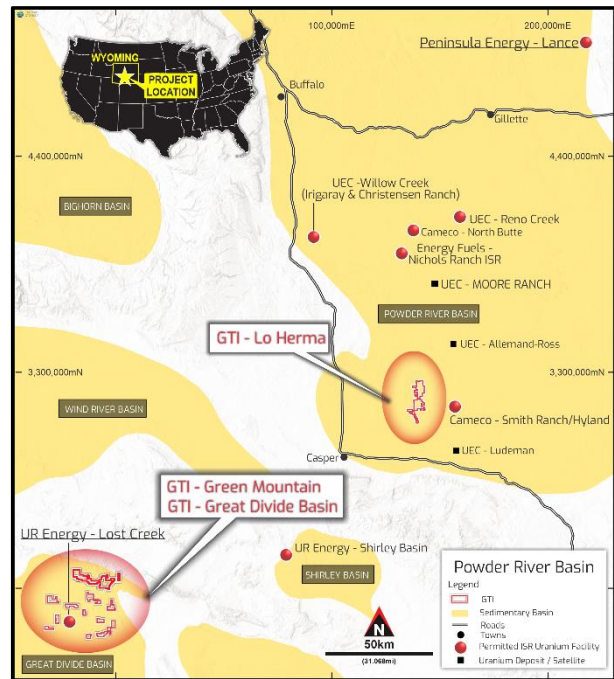 100,000mE
200,000mE
WYOMING
PROJECT
LOCATION
Peninsula Energy - Lance
Buffalo
Gillette
4,400,000mN
4,400,000mN
UEC -Willow Creek
(Irigaray & Christensen Ranch)
BIGHORN BASIN
UEC - Reno Creek
Cameco - North Butte
Energy Fuels -
Nichols Ranch ISR
UEC - MOORE RANCH
POWDER RIVER BASIN
GTI - Lo Herma
UEC - Allemand-Ross
3,300,000mN
3,300,000mN
WIND RIVER BASIN
Cameco - Smith Ranch/Hyland
Casper
UEC - Ludeman
GTI - Green Mountain
GTI - Great Divide Basin
UR Energy - Lost Creek
UR Energy - Shirley Basin
SHIRLEY BASIN
GREAT DIVIDE BASIN
N
50km
(31.068mi)
Powder River Basin
Legend
GTI
Sedimentary Basin
Roads
Towns
Permitted ISR Uranium Facility
Uranium Deposit / Satellite